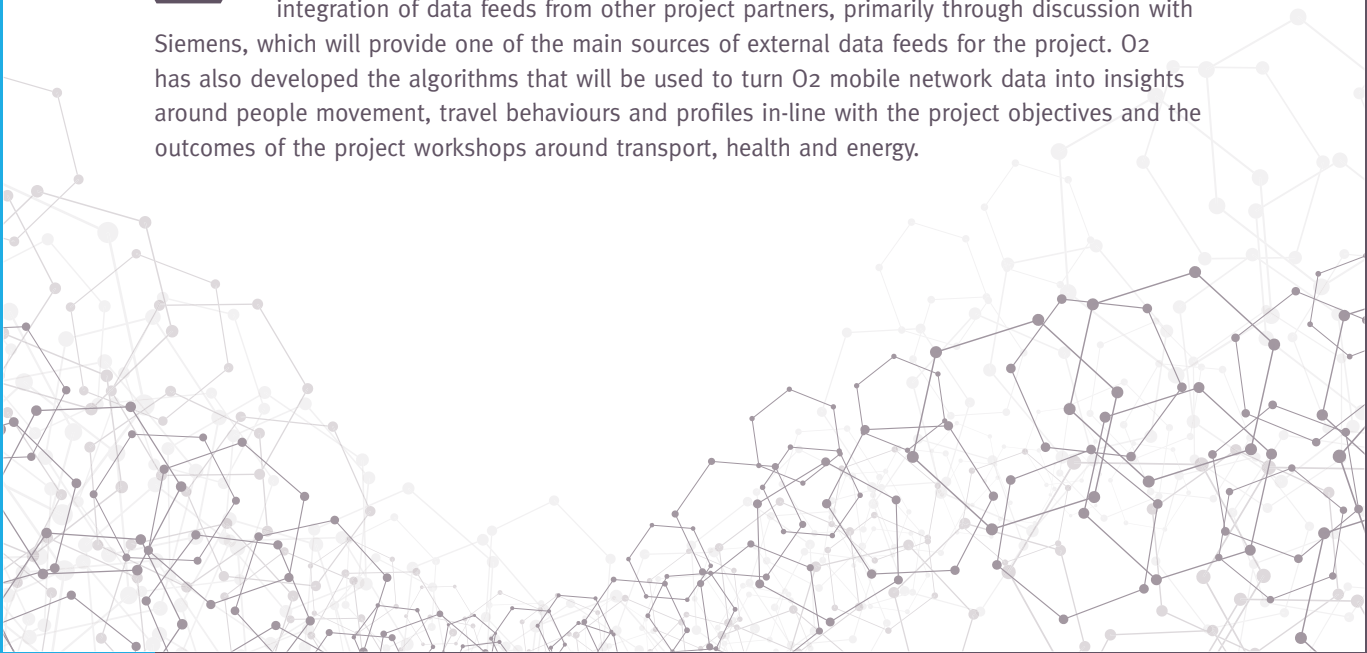 integration of data feeds from other project partners, primarily through discussion with
Siemens, which will provide one of the main sources of external data feeds for the project. O2
has also developed the algorithms that will be used to turn O2 mobile network data into insights
around people movement, travel behaviours and profiles in-line with the project objectives and the
outcomes of the project workshops around transport, health and energy.